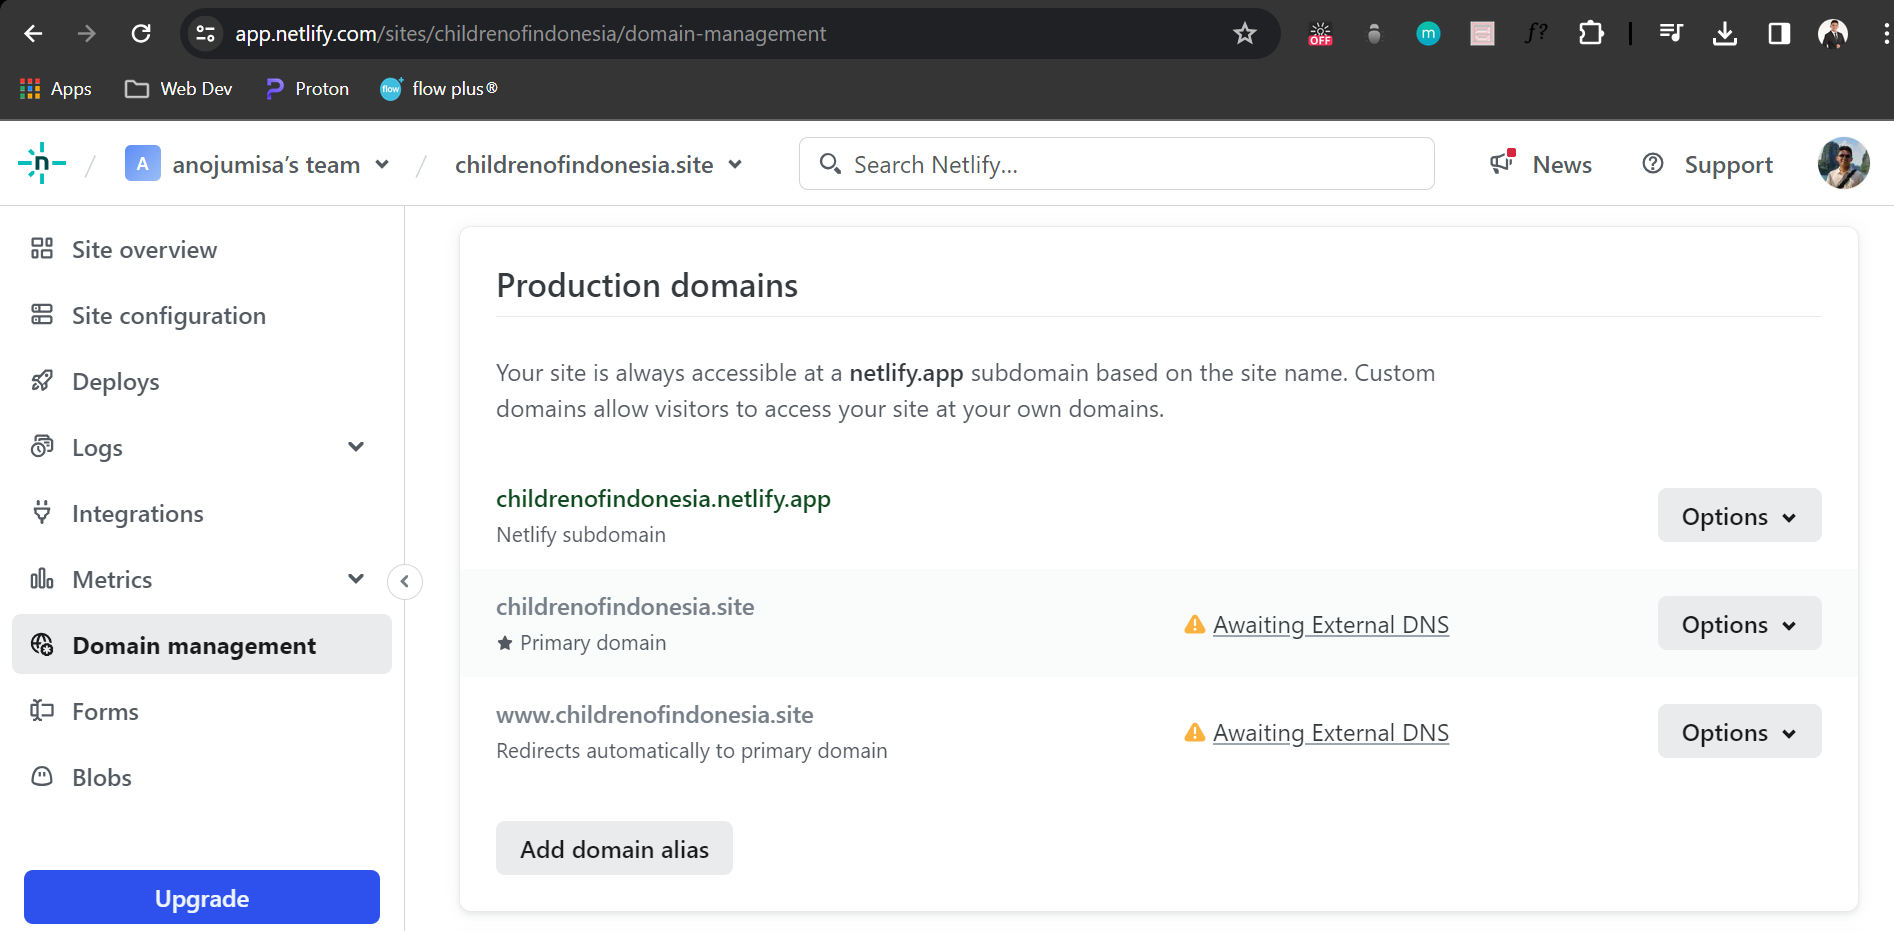 app.netlify.com/sites/childrenofindonesia/domain-management
OFF
m
f?
Apps
Web Dev
Proton
flow
flow plus®
n
/
A
anojumisa’s team
/
childrenofindonesia.site
Search Netlify...
News
Support
Site overview
Site configuration
Deploys
Logs
Integrations
Metrics
Domain management
Forms
Blobs
Upgrade
Production domains
Your site is always accessible at a netlify.app subdomain based on the site name. Custom
domains allow visitors to access your site at your own domains.
childrenofindonesia.netlify.app
Netlify subdomain
Options
childrenofindonesia.site
Primary domain
Awaiting External DNS
Options
www.childrenofindonesia.site
Redirects automatically to primary domain
Awaiting External DNS
Options
Add domain alias